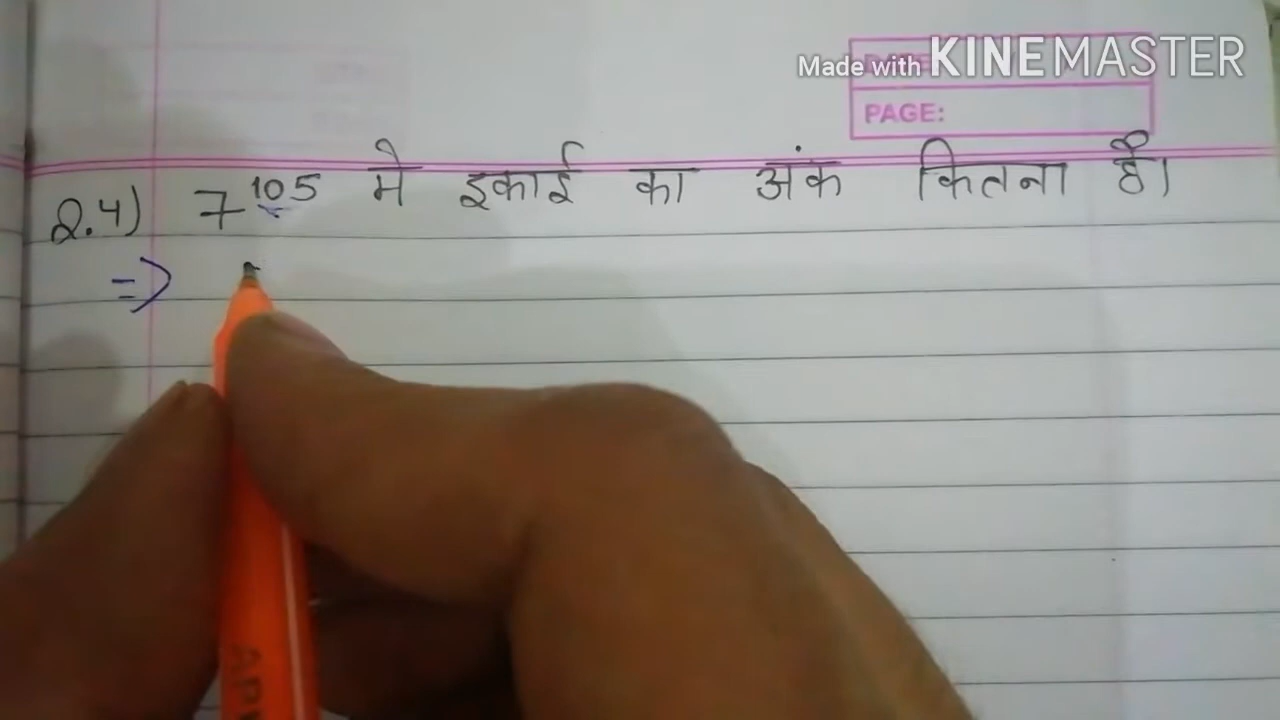 Made with KINEMASTER
PAGE:
Q.4) 7¹⁰⁵ मे इकाई का अंक कितना है।
=>